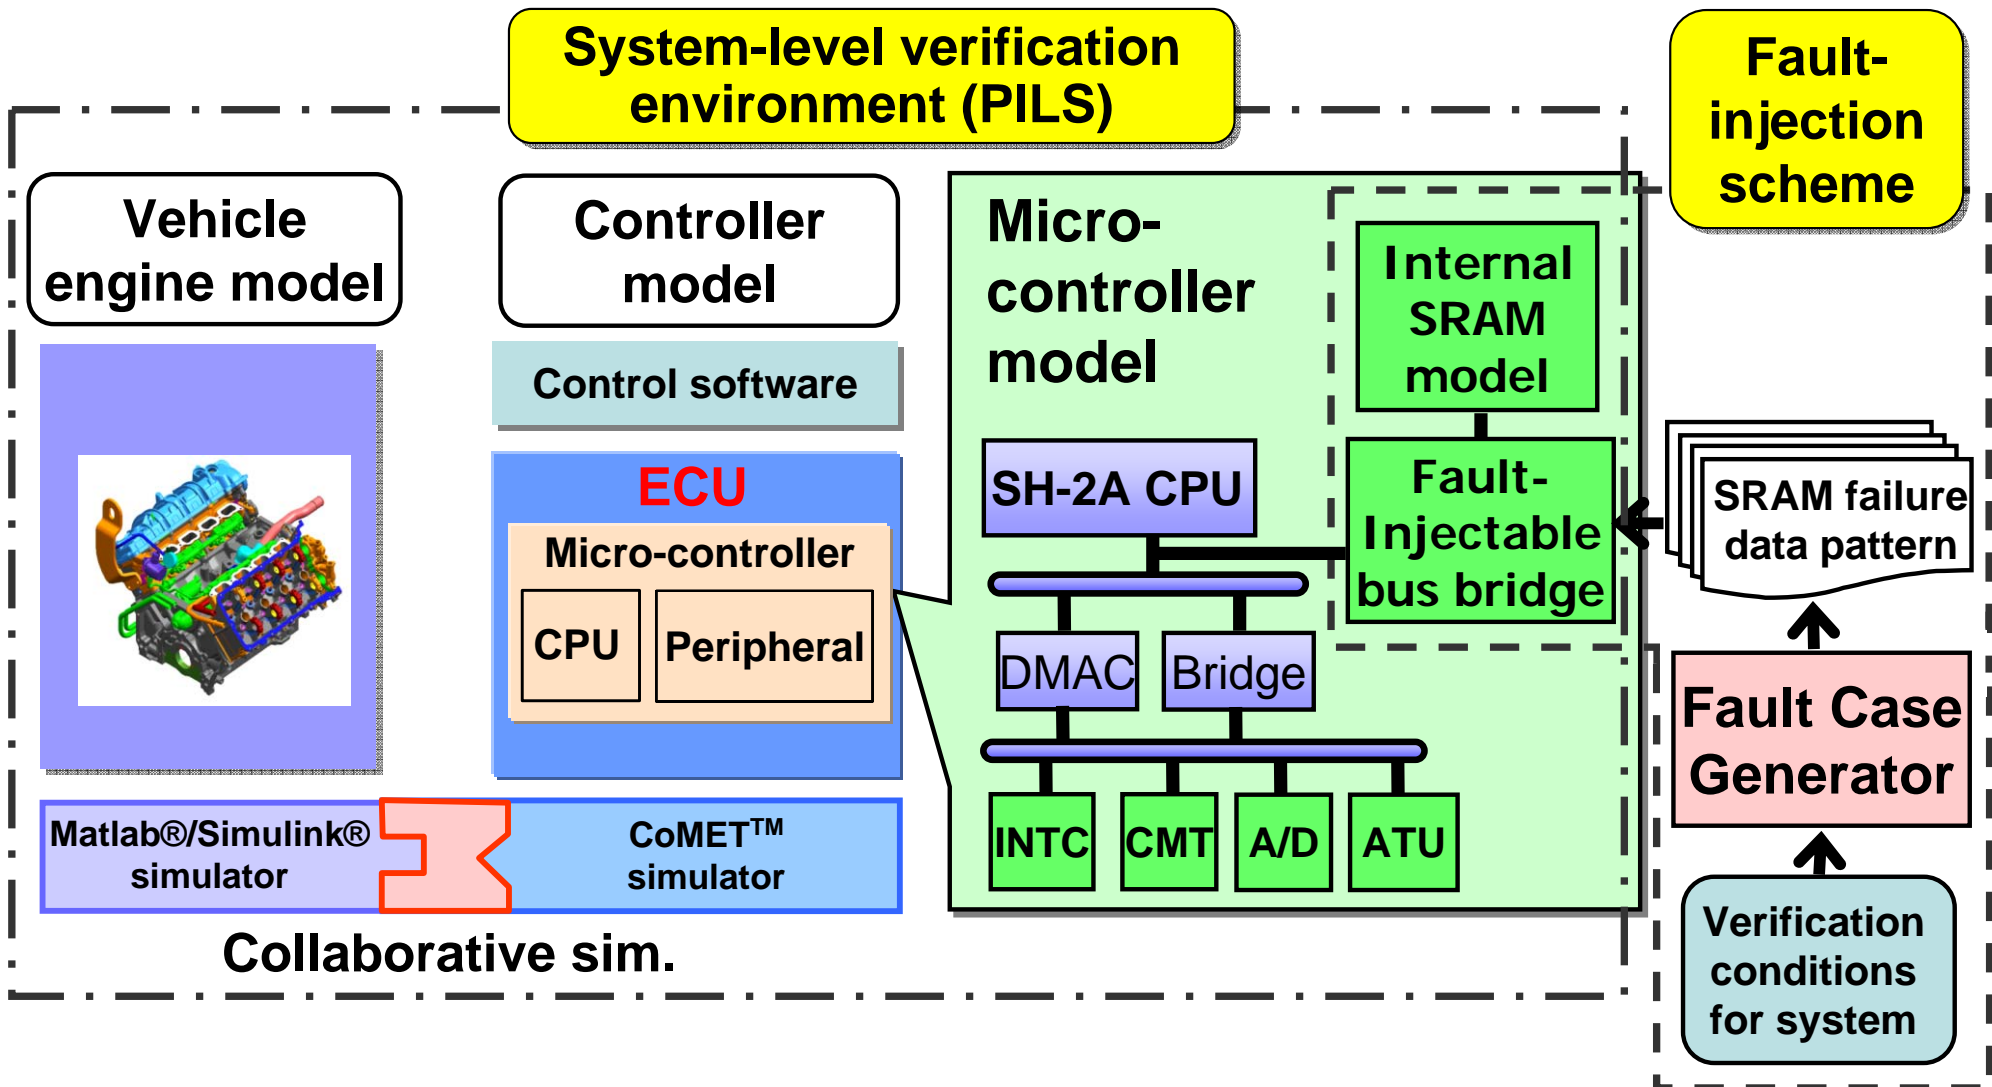 System-level verification
environment (PILS)
Fault-
injection
scheme
Vehicle
engine model
Controller
model
Control software
ECU
Micro-controller
CPU
Peripheral
Matlab®/Simulink®
simulator
CoMET™
simulator
Collaborative sim.
Micro-
controller
model
Internal
SRAM
model
SH-2A CPU
Fault-
Injectable
bus bridge
DMAC
Bridge
INTC
CMT
A/D
ATU
SRAM failure
data pattern
Fault Case
Generator
Verification
conditions
for system